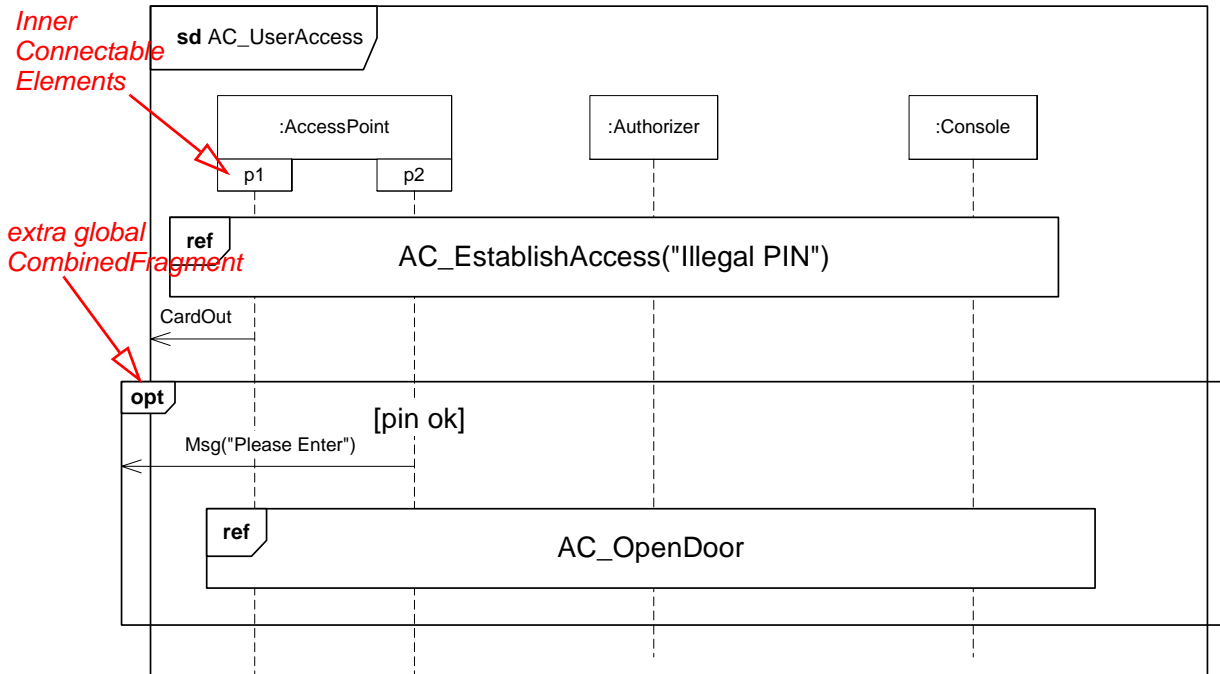 Inner
Connectable
Elements
sd AC_UserAccess
:AccessPoint
:Authorizer
:Console
p1
p2
extra global
CombinedFragment
ref
AC_EstablishAccess("Illegal PIN")
CardOut
opt
[pin ok]
Msg("Please Enter")
ref
AC_OpenDoor